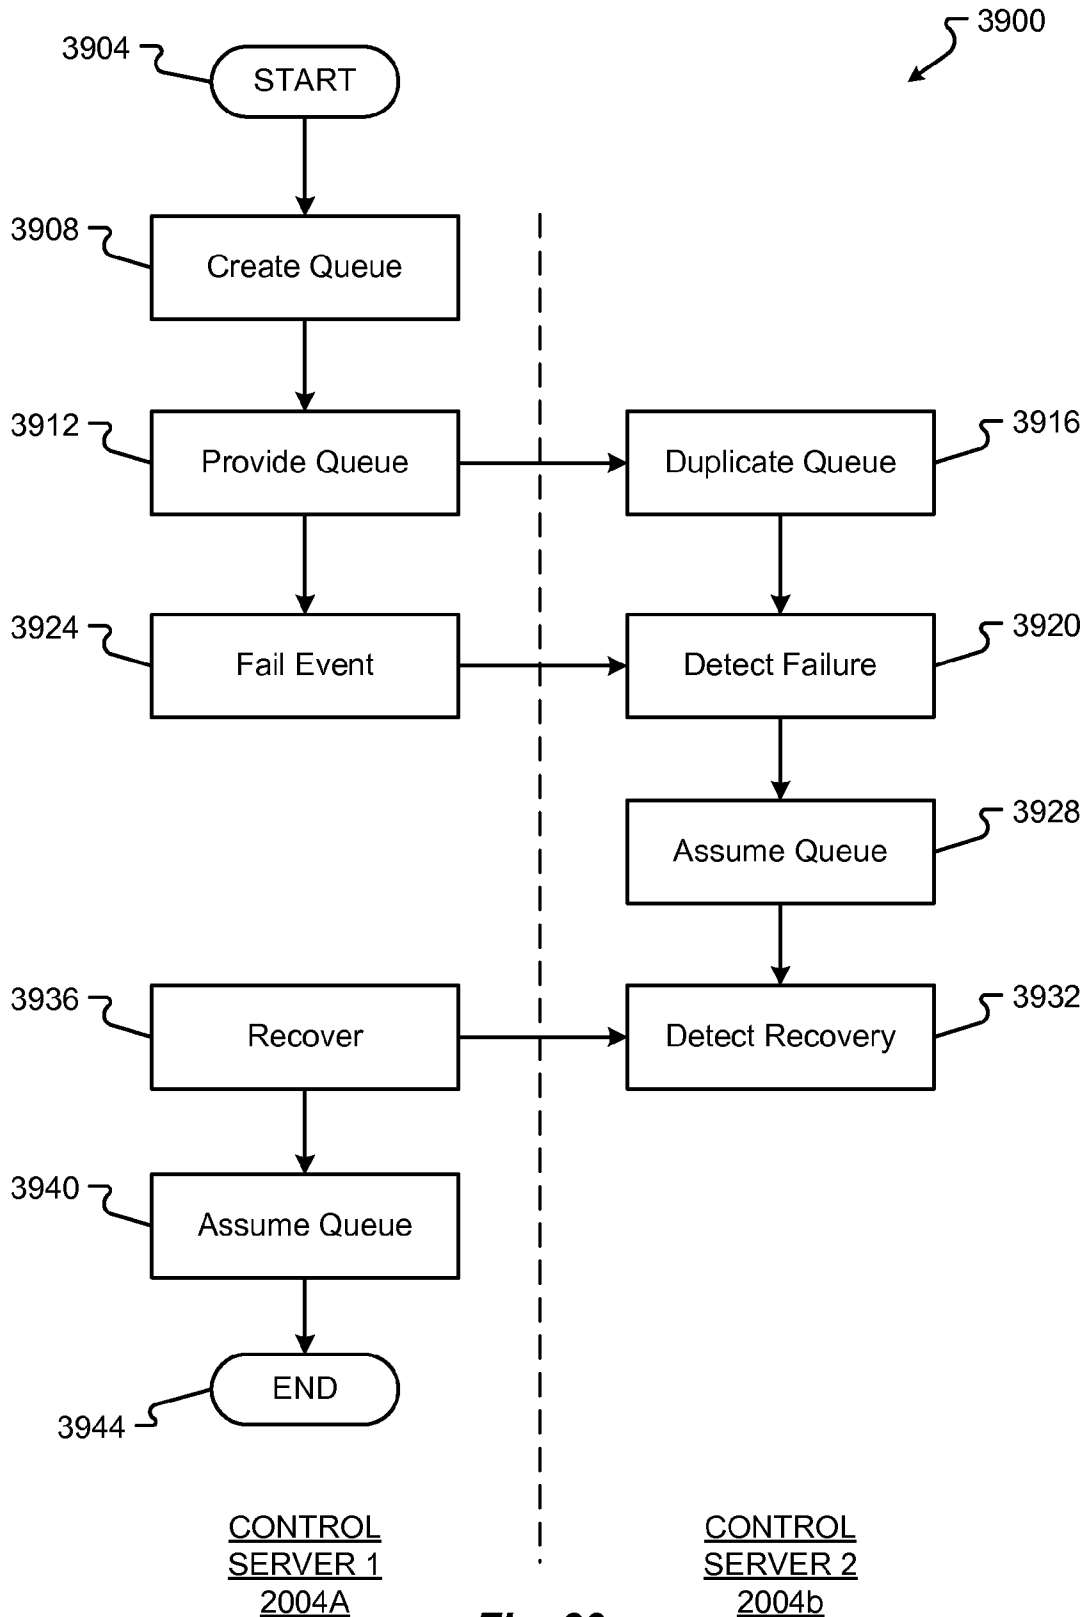 3900
3904
START
3908
Create Queue
3912
Provide Queue
Duplicate Queue
3916
3924
Fail Event
Detect Failure
3920
Assume Queue
3928
3936
Recover
Detect Recovery
3932
3940
Assume Queue
END
3944
CONTROL
SERVER 1
2004A
CONTROL
SERVER 2
2004b